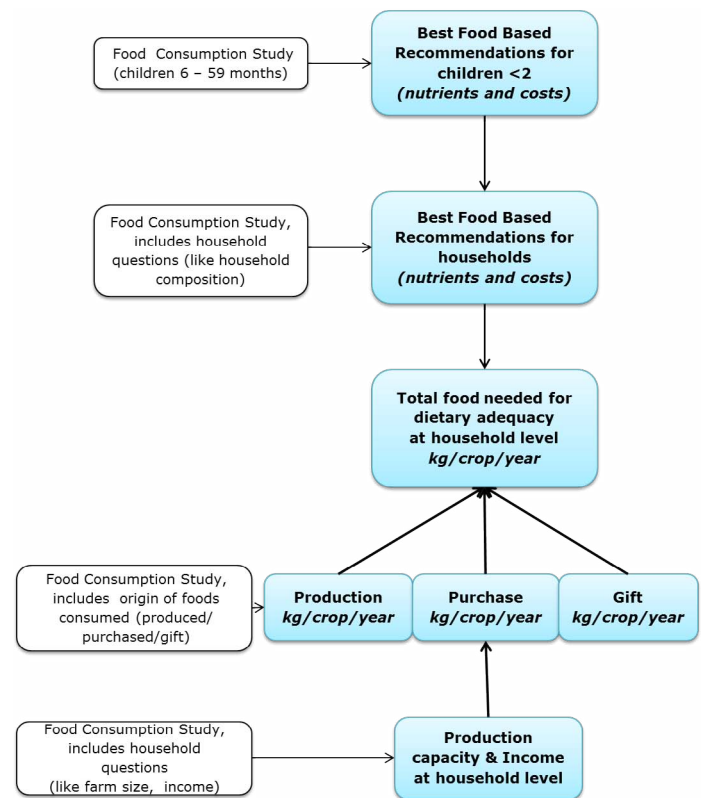 Food Consumption Study
(children 6 – 59 months)
Best Food Based
Recommendations for
children <2
(nutrients and costs)
Food Consumption Study,
includes household
questions (like household
composition)
Best Food Based
Recommendations for
households
(nutrients and costs)
Total food needed for
dietary adequacy
at household level
kg/crop/year
Food Consumption Study,
includes origin of foods
consumed (produced/
purchased/gift)
Production
kg/crop/year
Purchase
kg/crop/year
Gift
kg/crop/year
Food Consumption Study,
includes household
questions
(like farm size, income)
Production
capacity & Income
at household level